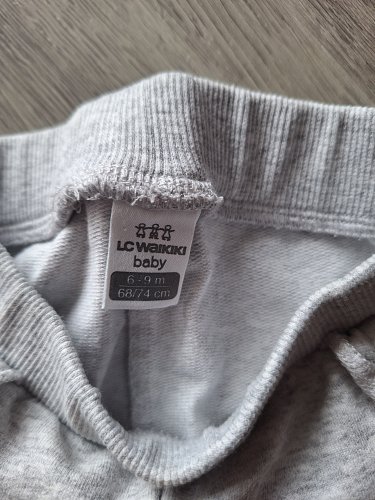 LC WAIKIKI
baby
6 - 9 m
68/74 cm